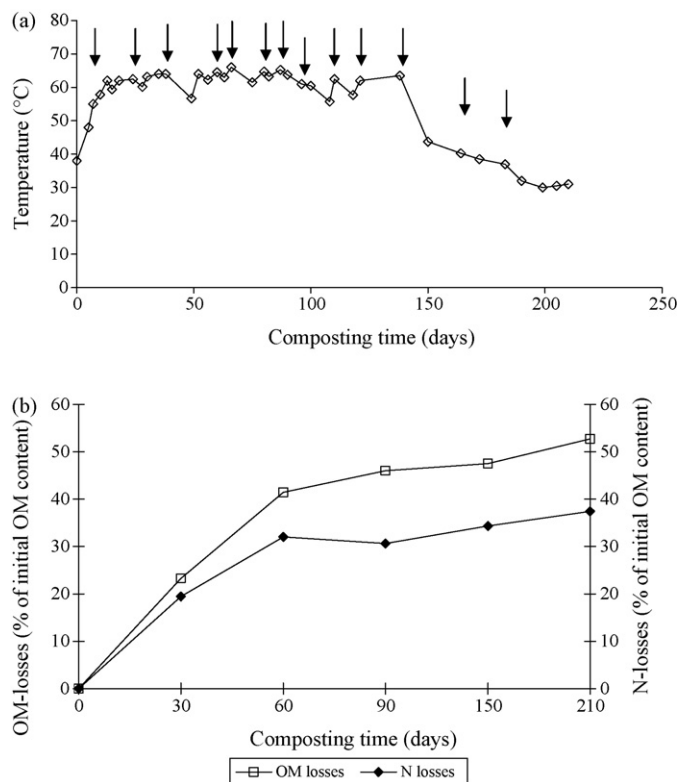 (a)
80
70
60
50
40
30
20
10
0
Temperature (°C)
0 50 100 150 200 250
Composting time (days)
(b)
60
50
40
30
20
10
0
OM-losses (% of initial OM content)
60
50
40
30
20
10
0
N-losses (% of initial OM content)
0 30 60 90 150 210
Composting time (days)
OM losses N losses